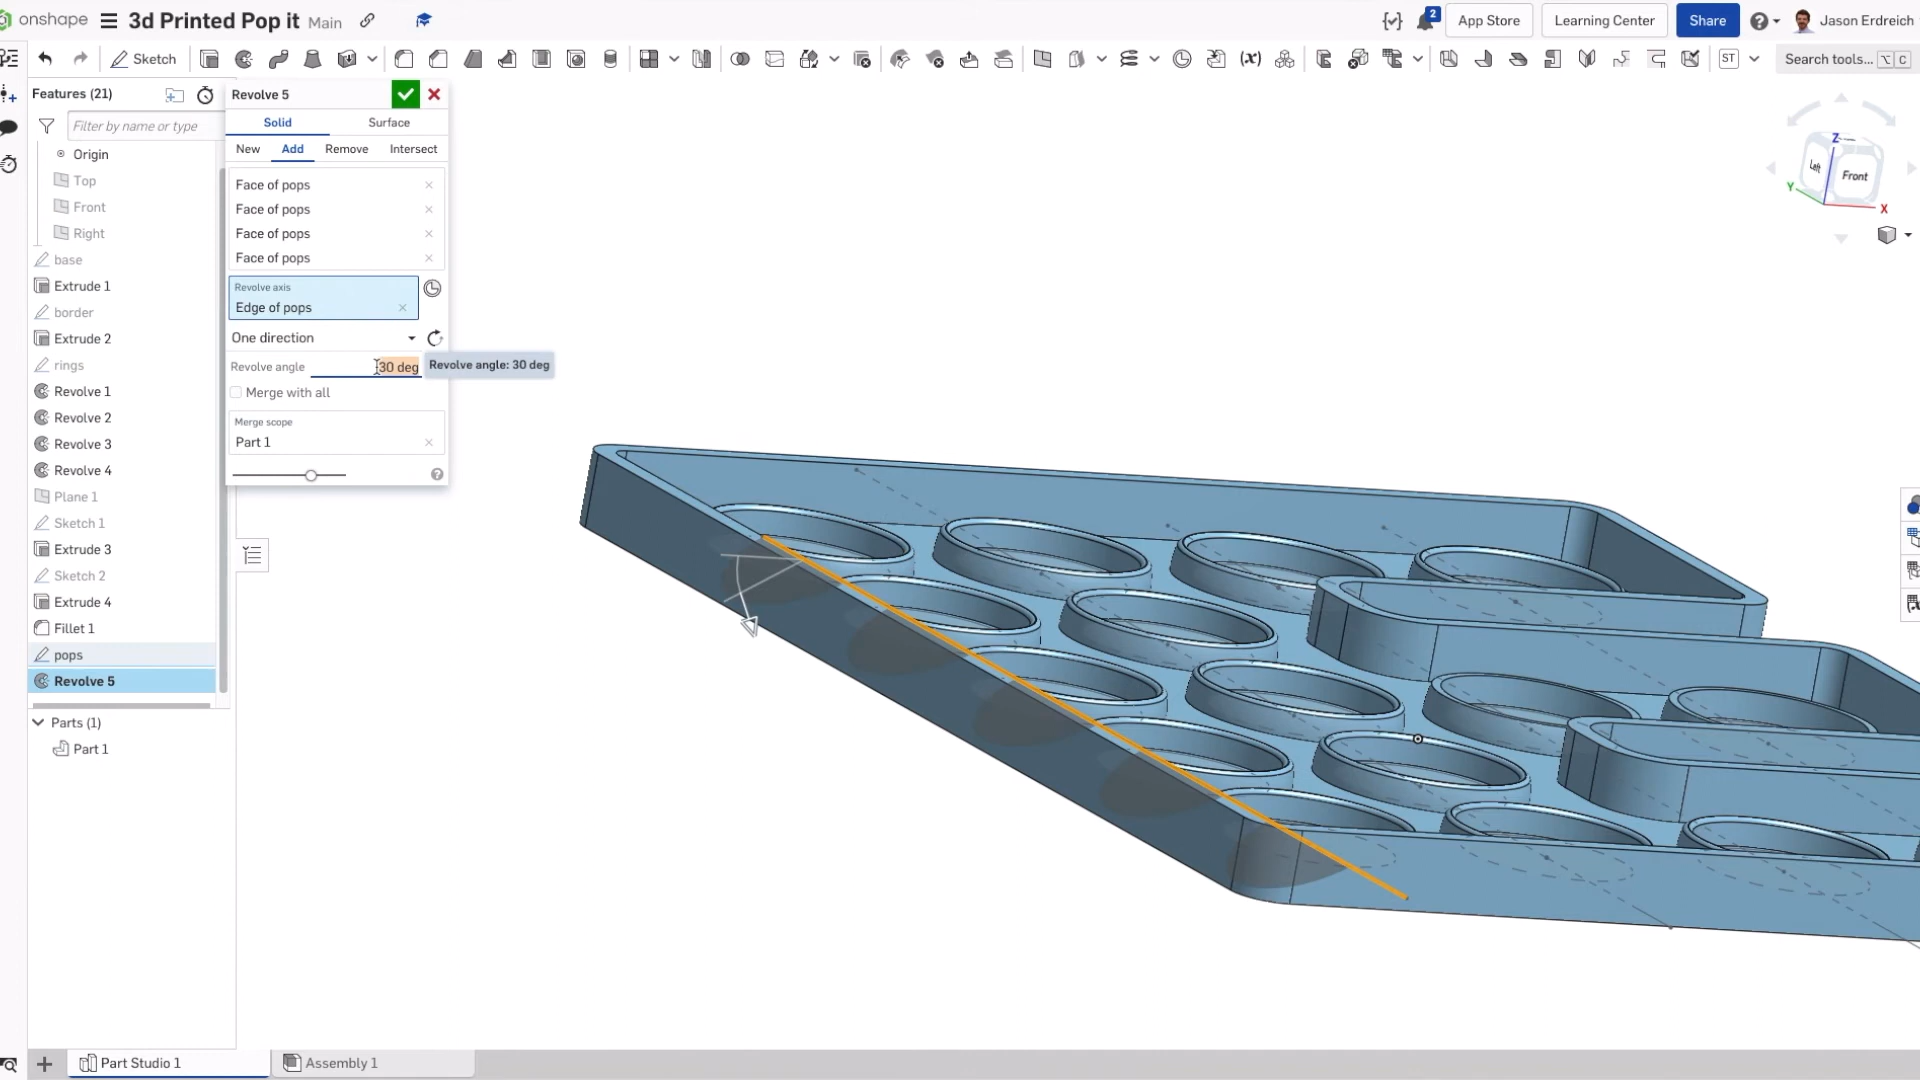 onshape 3d Printed Pop it Main 2 App Store Learning Center Share Jason Erdreich
Sketch (x) ST Search tools... ⌥ C
Features (21)
Filter by name or type
Origin
Top
Front
Right
base
Extrude 1
border
Extrude 2
rings
Revolve 1
Revolve 2
Revolve 3
Revolve 4
Plane 1
Sketch 1
Extrude 3
Sketch 2
Extrude 4
Fillet 1
pops
Revolve 5
Parts (1)
Part 1
Revolve 5
Solid Surface
New Add Remove Intersect
Face of pops
Face of pops
Face of pops
Face of pops
Revolve axis
Edge of pops
One direction
Revolve angle 30 deg
Revolve angle: 30 deg
Merge with all
Merge scope
Part 1
Z
Left Front
Y
X
Part Studio 1 Assembly 1